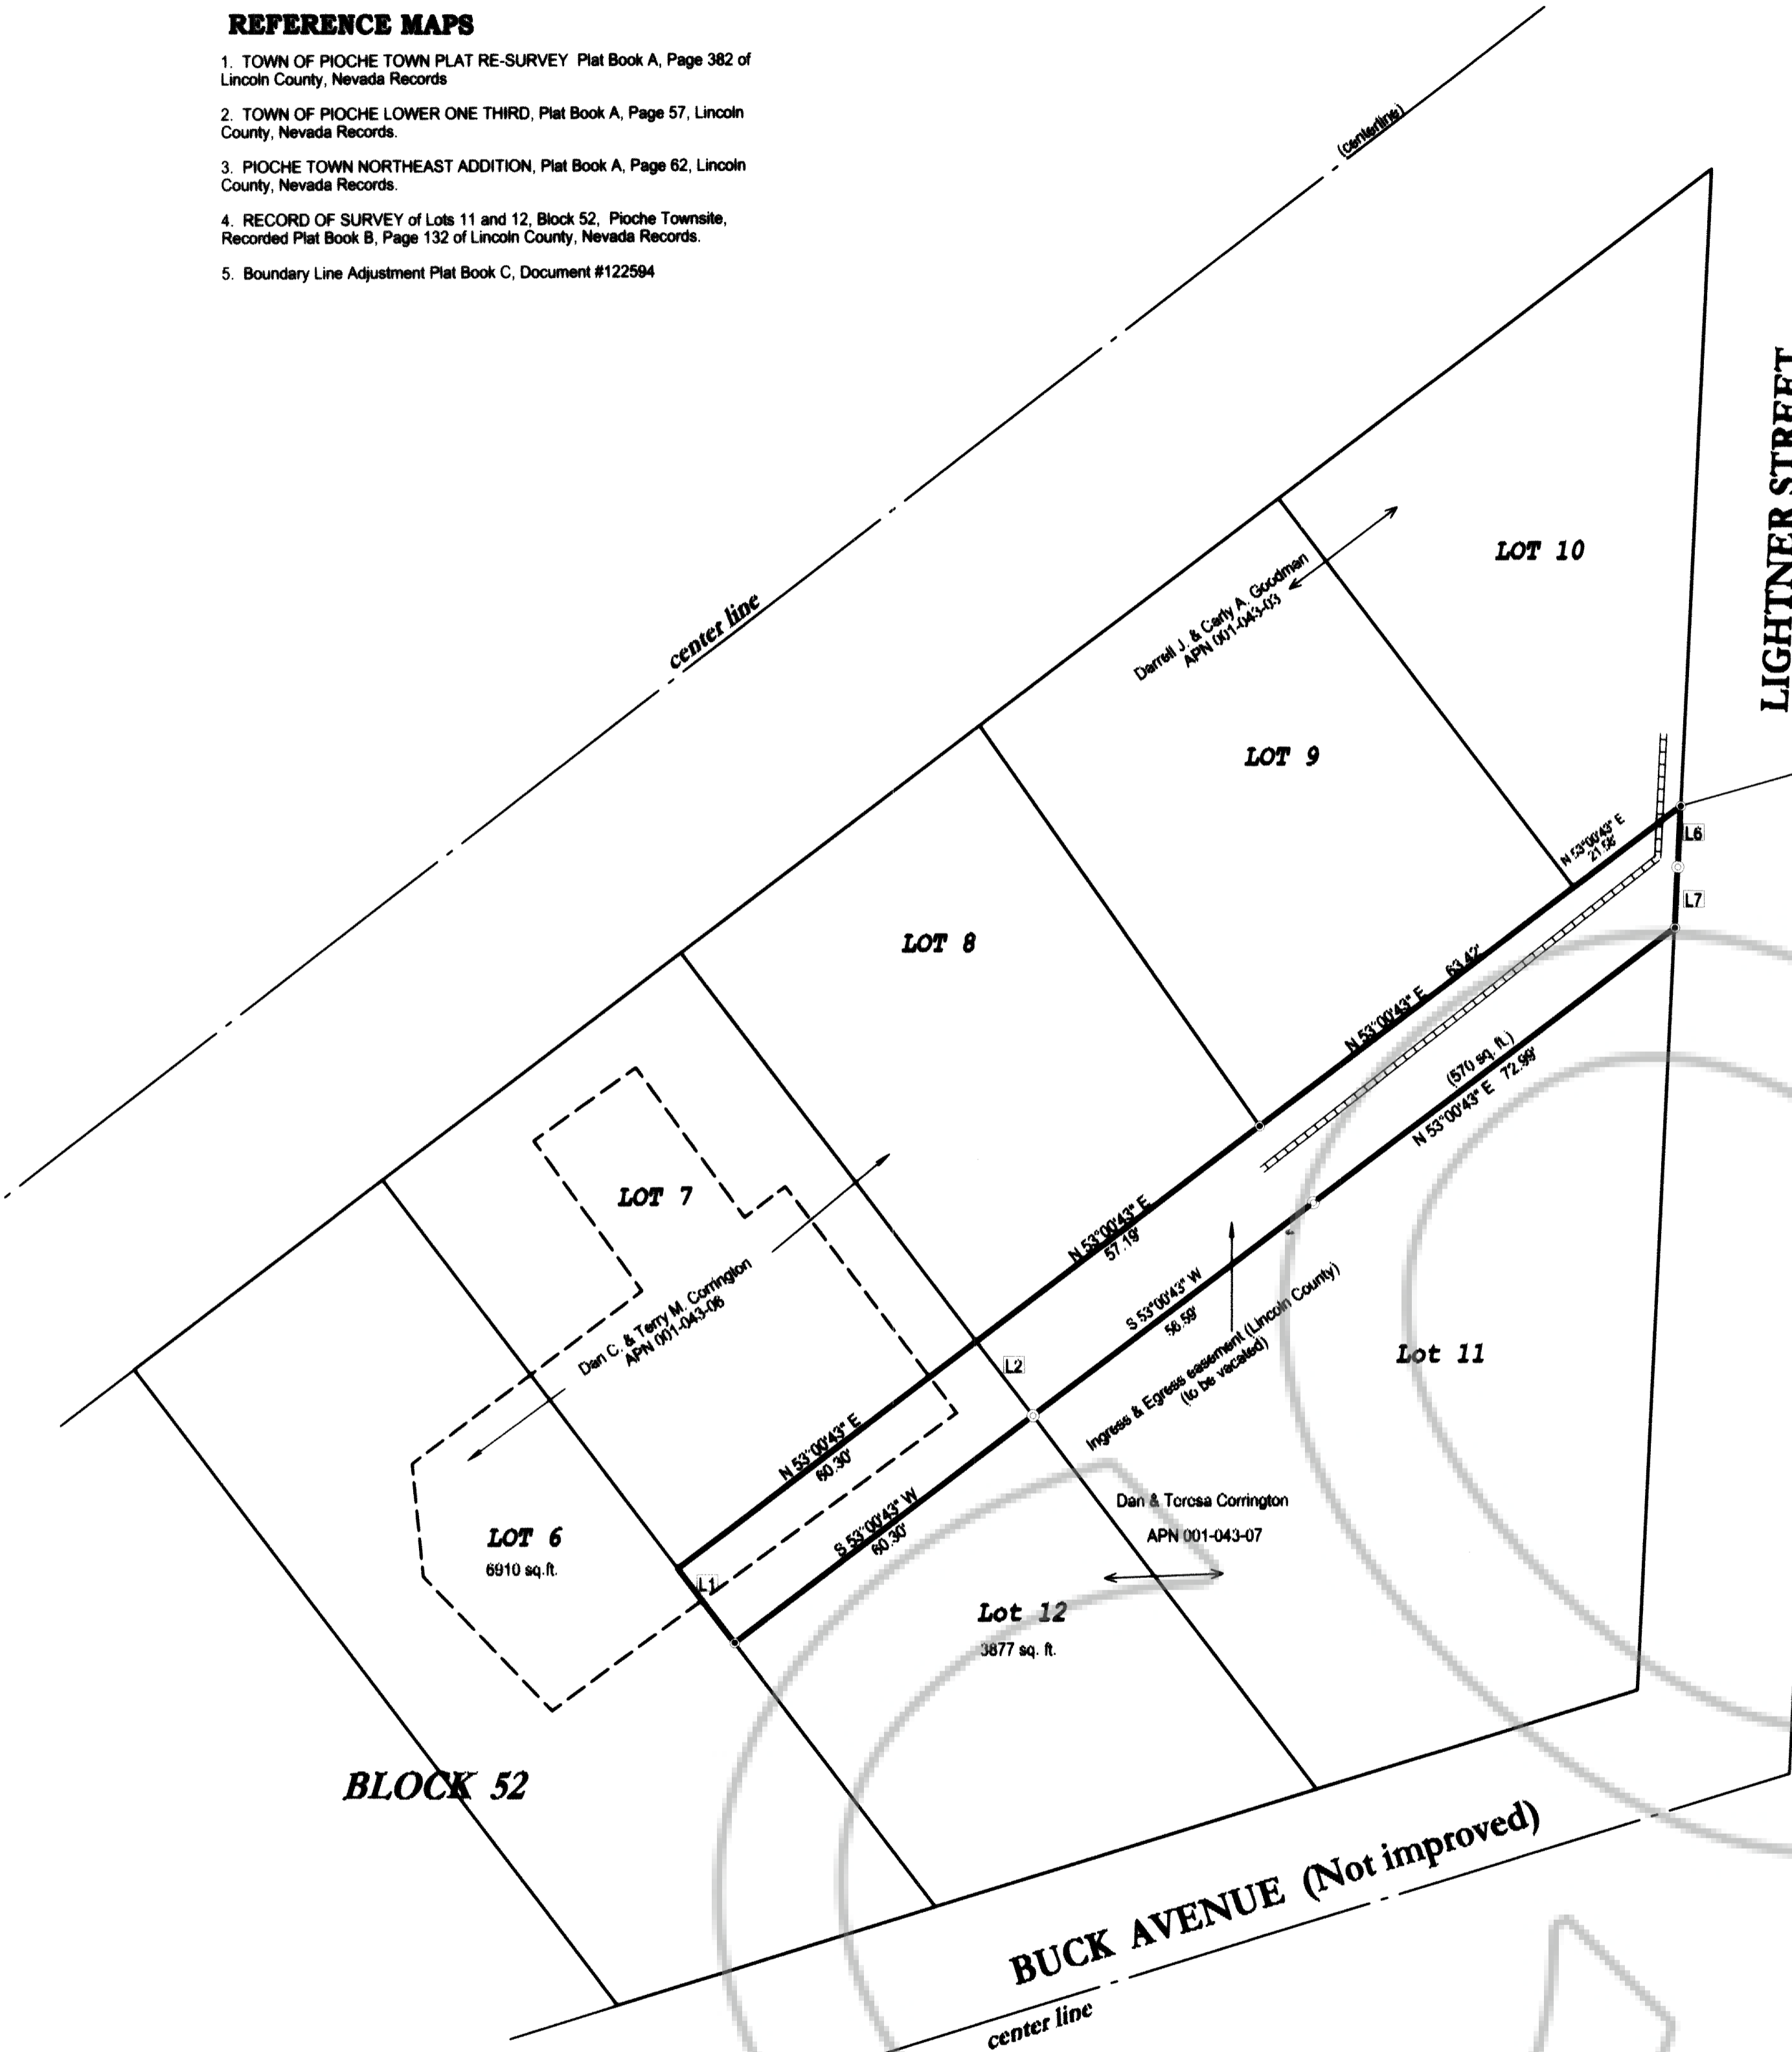 REFERENCE MAPS
1. TOWN OF PIOCHE TOWN PLAT RE-SURVEY Plat Book A, Page 382 of
Lincoln County, Nevada Records
2. TOWN OF PIOCHE LOWER ONE THIRD, Plat Book A, Page 57, Lincoln
County, Nevada Records.
3. PIOCHE TOWN NORTHEAST ADDITION, Plat Book A, Page 62, Lincoln
County, Nevada Records.
4. RECORD OF SURVEY of Lots 11 and 12, Block 52, Pioche Townsite,
Recorded Plat Book B, Page 132 of Lincoln County, Nevada Records.
5. Boundary Line Adjustment Plat Book C, Document #122594
(centerline)
LIGHTNER STREET
LOT 10
center line
Darrell J. & Carly A. Goodman
APN 001-043-03
LOT 9
N 53°00'43" E
21.58'
L6
L7
LOT 8
63.42'
N 53°00'43" E
(570 sq. ft.)
N 53°00'43" E 72.99'
LOT 7
N 53°00'43" E
57.19'
S 53°00'43" W
56.59'
Dan C. & Terry M. Corrington
APN 001-043-06
Ingress & Egress easement (Lincoln County)
(to be vacated)
Lot 11
L2
N 53°00'43" E
60.30'
S 53°00'43" W
60.30'
Dan & Teresa Corrington
APN 001-043-07
LOT 6
6910 sq.ft.
L1
Lot 12
3877 sq. ft.
BLOCK 52
BUCK AVENUE (Not improved)
center line